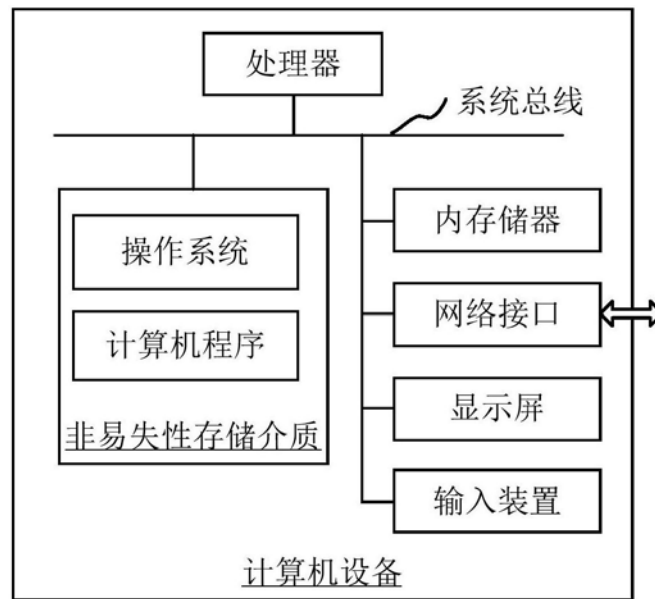 处理器
系统总线
操作系统
计算机程序
非易失性存储介质
内存储器
网络接口
显示屏
输入装置
计算机设备